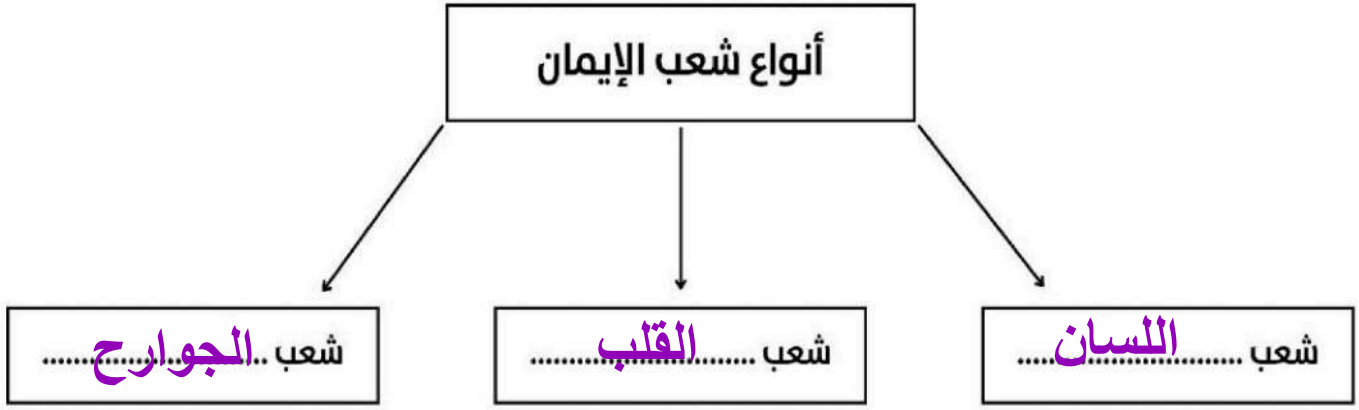 أنواع شعب الإيمان
شعب اللسان
شعب القلب
شعب الجوارح